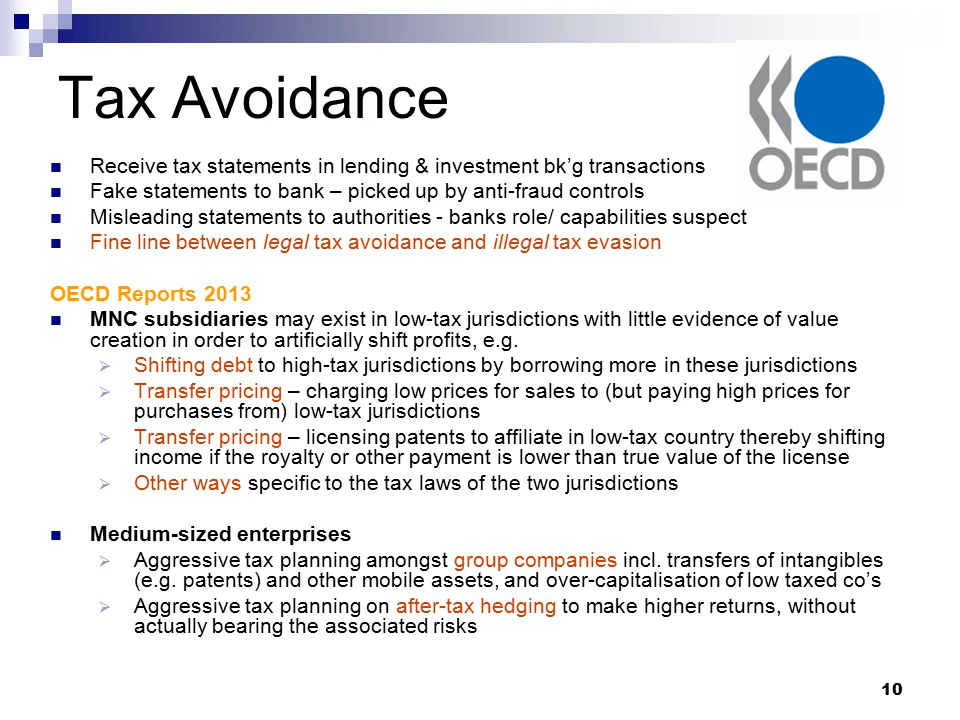 Tax Avoidance
OECD
Receive tax statements in lending & investment bk’g transactions
Fake statements to bank – picked up by anti-fraud controls
Misleading statements to authorities - banks role/ capabilities suspect
Fine line between legal tax avoidance and illegal tax evasion
OECD Reports 2013
MNC subsidiaries may exist in low-tax jurisdictions with little evidence of value
creation in order to artificially shift profits, e.g.
Shifting debt to high-tax jurisdictions by borrowing more in these jurisdictions
Transfer pricing – charging low prices for sales to (but paying high prices for
purchases from) low-tax jurisdictions
Transfer pricing – licensing patents to affiliate in low-tax country thereby shifting
income if the royalty or other payment is lower than true value of the license
Other ways specific to the tax laws of the two jurisdictions
Medium-sized enterprises
Aggressive tax planning amongst group companies incl. transfers of intangibles
(e.g. patents) and other mobile assets, and over-capitalisation of low taxed co’s
Aggressive tax planning on after-tax hedging to make higher returns, without
actually bearing the associated risks
10